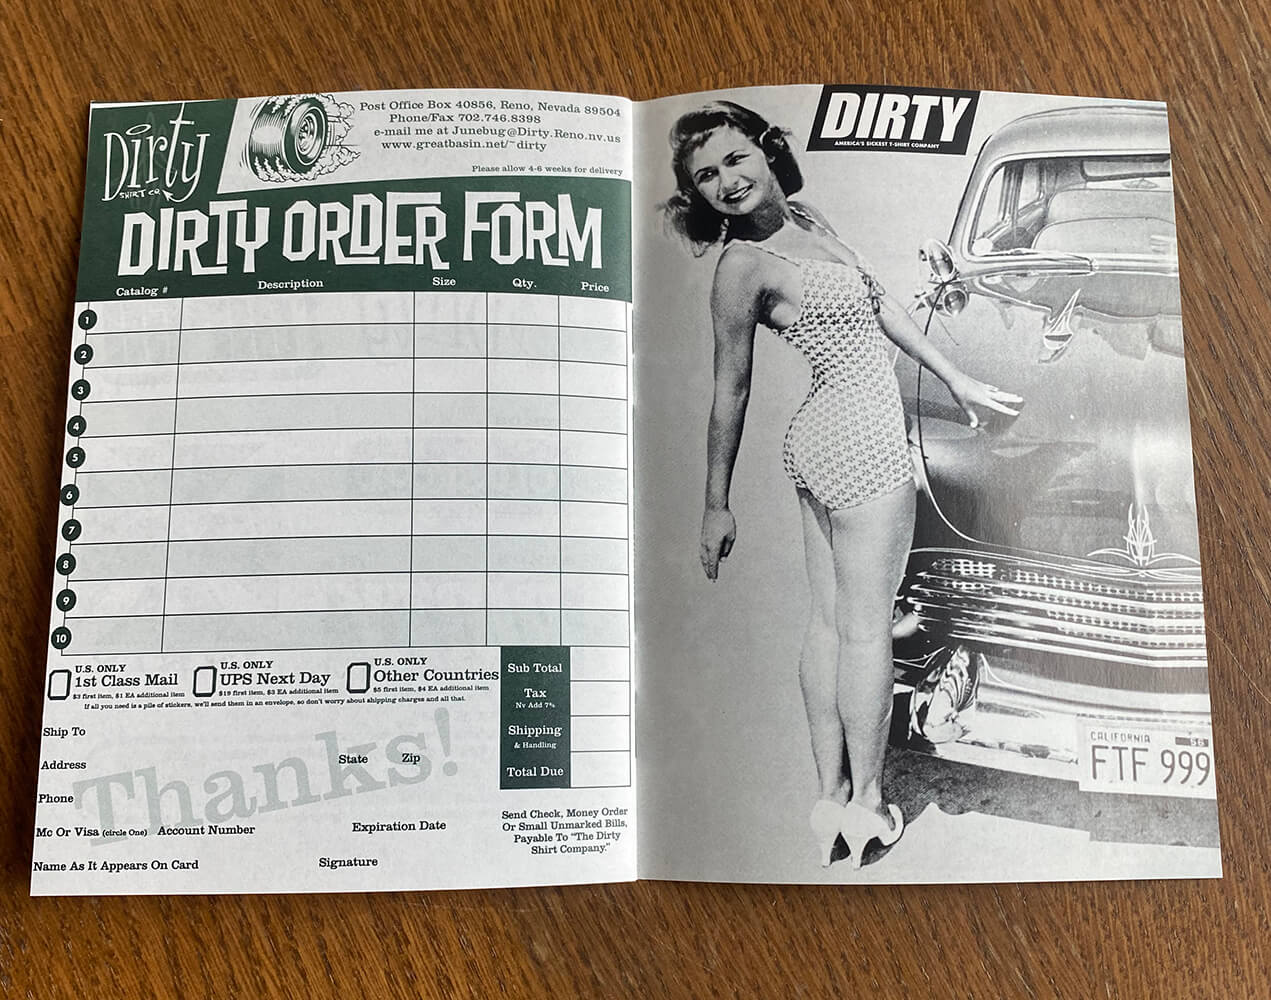 Dirty
SHIRT CO.
Post Office Box 40856, Reno, Nevada 89504
Phone/Fax 702.746.8398
e-mail me at Junebug@Dirty.Reno.nv.us
www.greatbasin.net/~dirty
Please allow 4-6 weeks for delivery
DIRTY ORDER FORM
Catalog # Description Size Qty. Price
1
2
3
4
5
6
7
8
9
10
U.S. ONLY
1st Class Mail
$3 first item, $1 EA additional item
U.S. ONLY
UPS Next Day
$19 first item, $3 EA additional item
U.S. ONLY
Other Countries
$5 first item, $4 EA additional item
If all you need is a pile of stickers, we'll send them in an envelope, so don't worry about shipping charges and all that.
Sub Total
Tax
Nv Add 7%
Shipping
& Handling
Total Due
Thanks!
Ship To
Address State Zip
Phone
Mc Or Visa (circle One) Account Number Expiration Date
Name As It Appears On Card Signature
Send Check, Money Order
Or Small Unmarked Bills,
Payable To "The Dirty
Shirt Company."
DIRTY
AMERICA'S SICKEST T-SHIRT COMPANY
CALIFORNIA 56
FTF 999